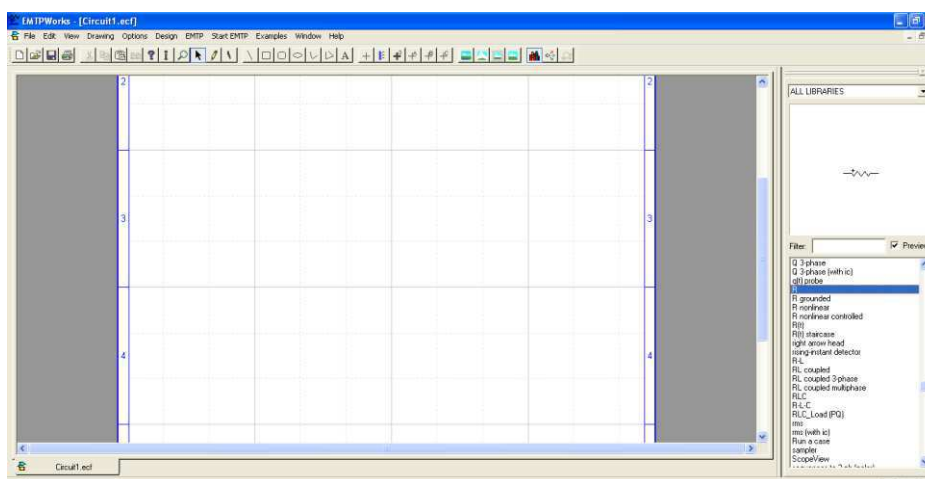 EMTPWorks - [Circuit1.ecf]
File Edit View Drawing Options Design EMTP Start EMTP Examples Window Help
A
2 2
ALL LIBRARIES
3 3
Filter: Preview
Q 3-phase
Q 3-phase (with ic)
q(t) probe
R
R grounded
R nonlinear
R nonlinear controlled
R(t)
R(t) staircase
right arrow head
rising-instant detector
R-L
4 4
RL coupled
RL coupled 3-phase
RL coupled multiphase
RLC
R-L-C
RLC_Load (PQ)
rms
rms (with ic)
Run a case
sampler
ScopeView
Circuit1.ecf